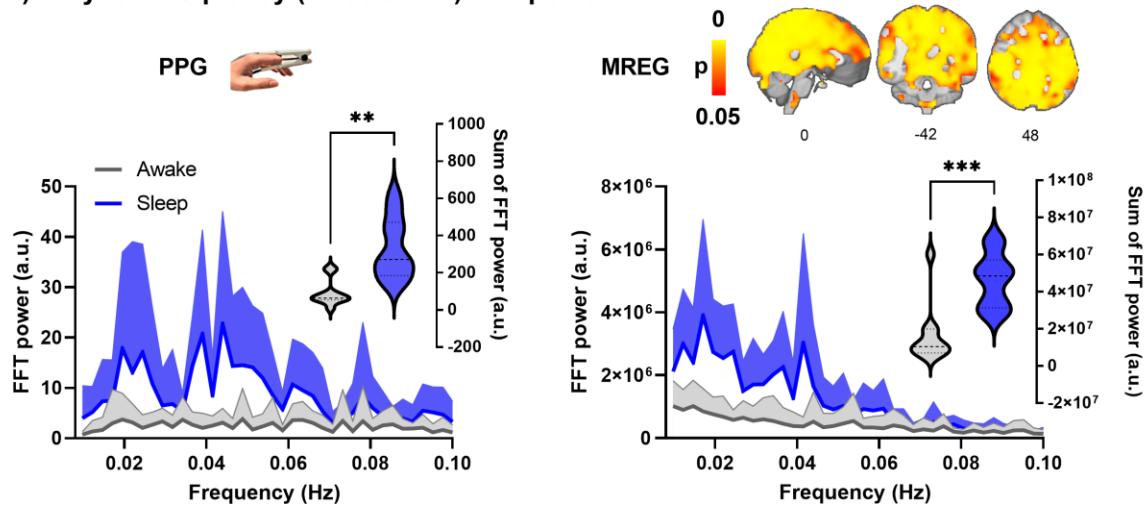 PPG
**
1000
800
600
400
200
0
-200
Sum of FFT power (a.u.)
Awake
Sleep
50
40
30
20
10
0
FFT power (a.u.)
0.02 0.04 0.06 0.08 0.10
Frequency (Hz)
MREG
0
p
0.05
0 -42 48
***
1×10⁸
8×10⁷
6×10⁷
4×10⁷
2×10⁷
0
-2×10⁷
Sum of FFT
power (a.u.)
8×10⁶
6×10⁶
4×10⁶
2×10⁶
0
FFT power (a.u.)
0.02 0.04 0.06 0.08 0.10
Frequency (Hz)